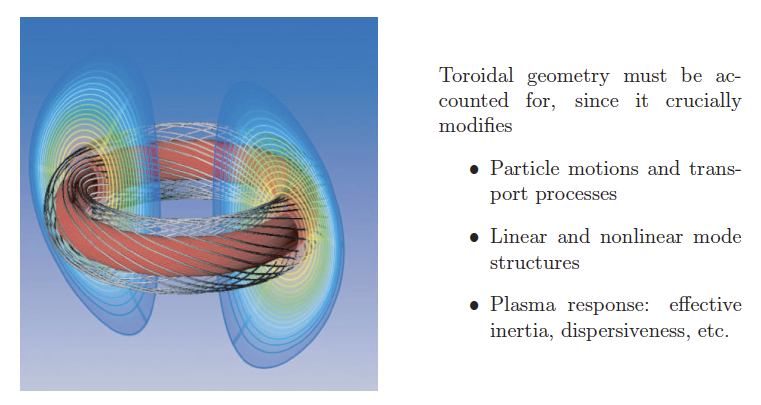 Toroidal geometry must be ac-
counted for, since it crucially
modifies
• Particle motions and trans-
port processes
• Linear and nonlinear mode
structures
• Plasma response: effective
inertia, dispersiveness, etc.